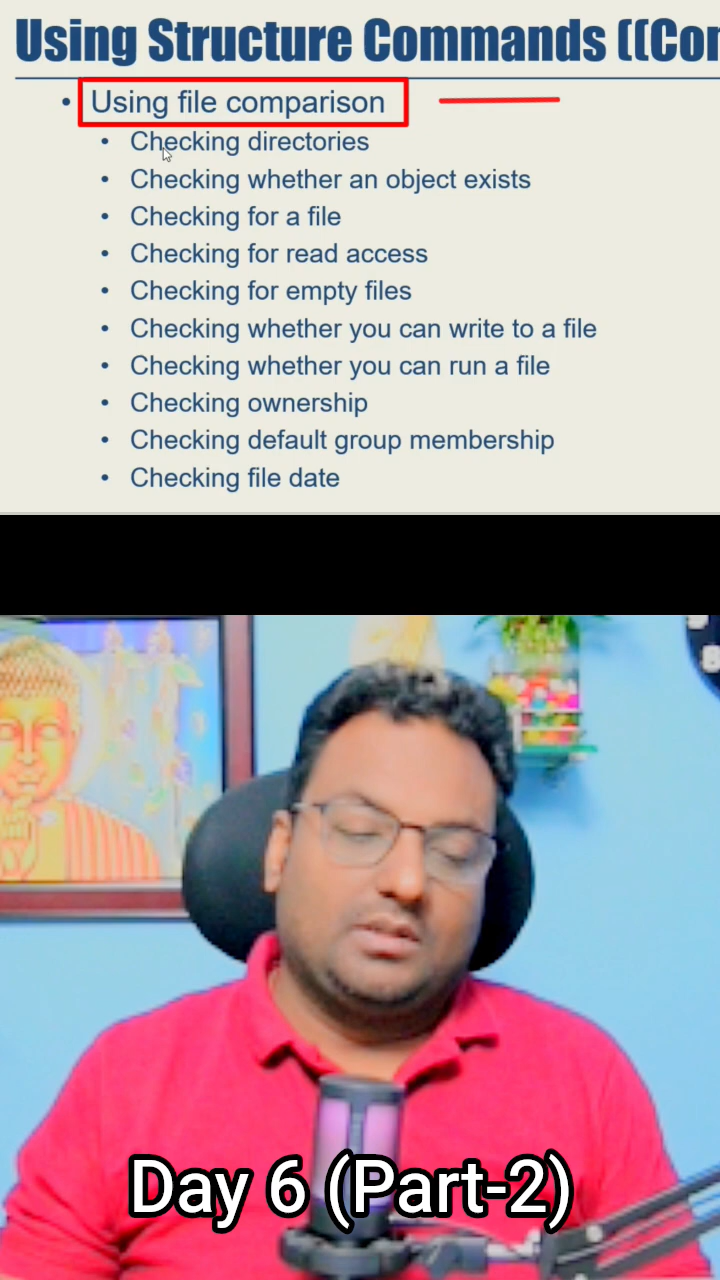 Using Structure Commands ((Con
• Using file comparison
• Checking directories
• Checking whether an object exists
• Checking for a file
• Checking for read access
• Checking for empty files
• Checking whether you can write to a file
• Checking whether you can run a file
• Checking ownership
• Checking default group membership
• Checking file date
Day 6 (Part-2)